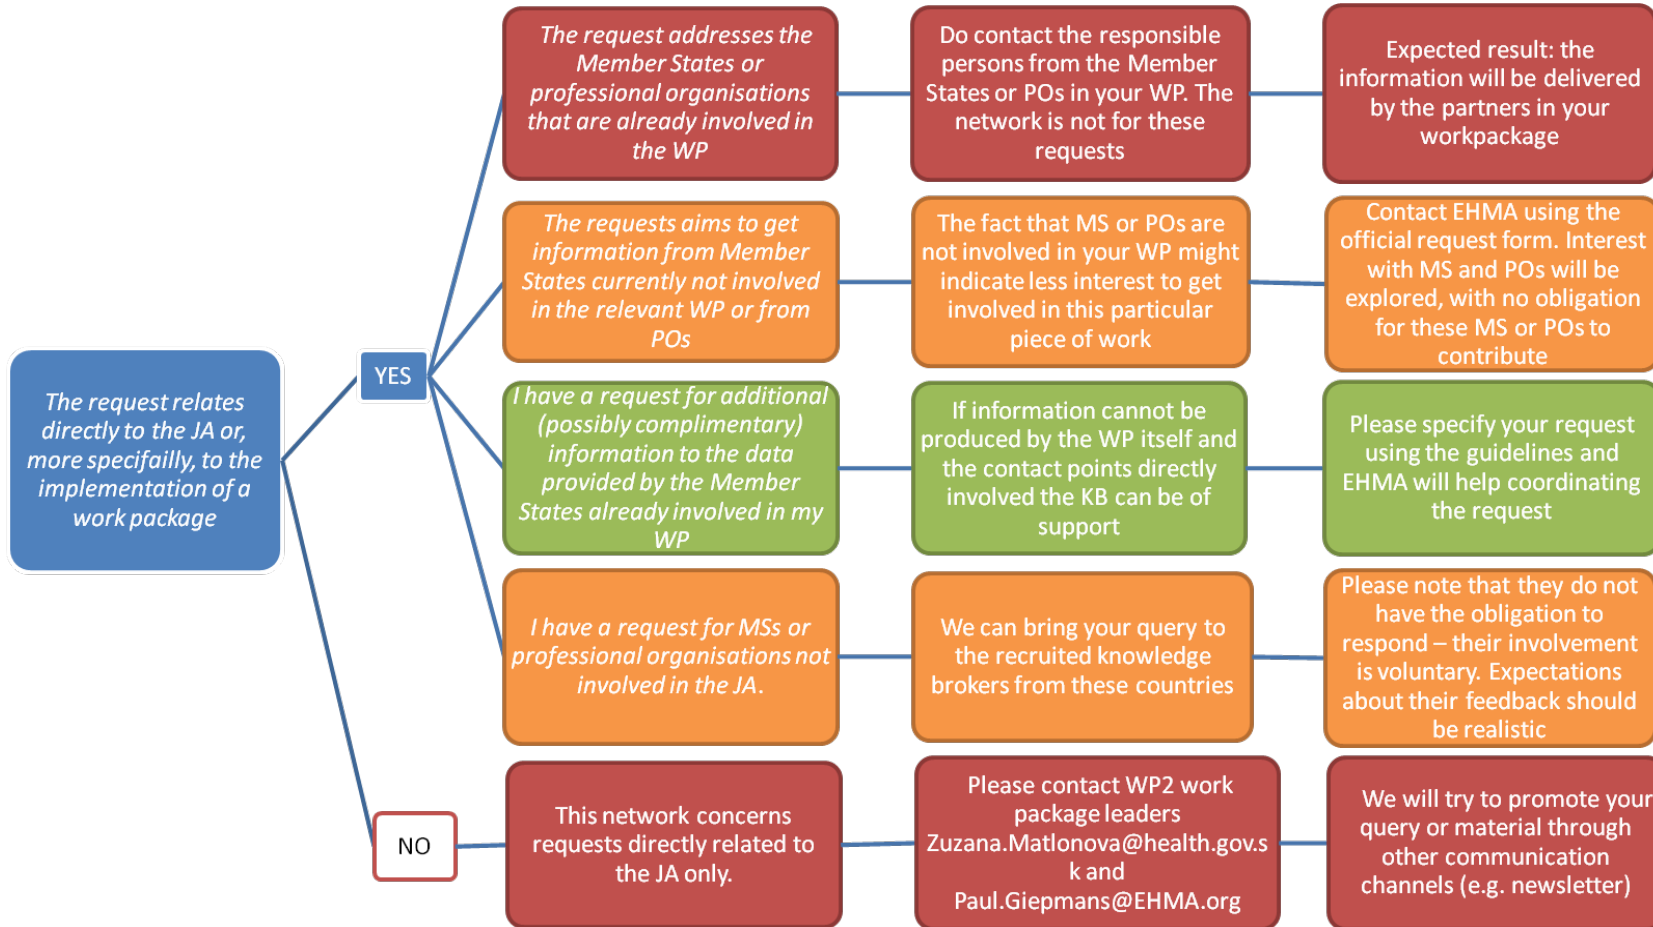 The request relates
directly to the JA or,
more specifailly, to the
implementation of a
work package
YES
The request addresses the
Member States or
professional organisations
that are already involved in
the WP
Do contact the responsible
persons from the Member
States or POs in your WP. The
network is not for these
requests
Expected result: the
information will be delivered
by the partners in your
workpackage
The requests aims to get
information from Member
States currently not involved
in the relevant WP or from
POs
The fact that MS or POs are
not involved in your WP might
indicate less interest to get
involved in this particular
piece of work
Contact EHMA using the
official request form. Interest
with MS and POs will be
explored, with no obligation
for these MS or POs to
contribute
I have a request for additional
(possibly complimentary)
information to the data
provided by the Member
States already involved in my
WP
If information cannot be
produced by the WP itself and
the contact points directly
involved the KB can be of
support
Please specify your request
using the guidelines and
EHMA will help coordinating
the request
I have a request for MSs or
professional organisations not
involved in the JA.
We can bring your query to
the recruited knowledge
brokers from these countries
Please note that they do not
have the obligation to
respond – their involvement
is voluntary. Expectations
about their feedback should
be realistic
NO
This network concerns
requests directly related to
the JA only.
Please contact WP2 work
package leaders
Zuzana.Matlonova@health.gov.s
k and
Paul.Giepmans@EHMA.org
We will try to promote your
query or material through
other communication
channels (e.g. newsletter)